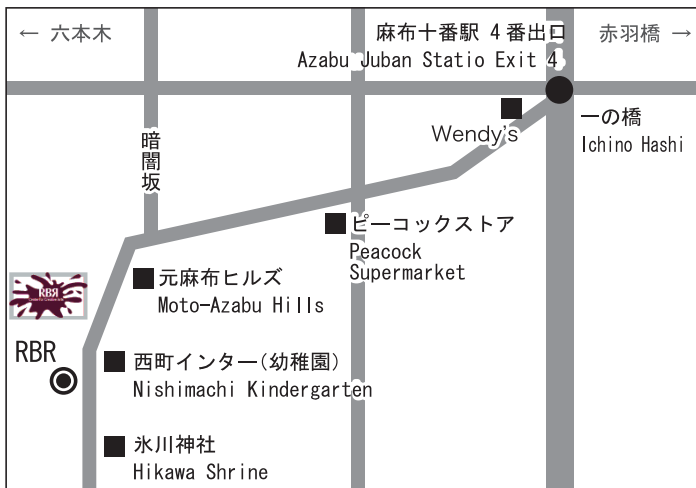 ← 六本木
麻布十番駅 4番出口
赤羽橋 →
Azabu Juban Statio Exit 4
Wendy's
一の橋
Ichino Hashi
暗闇坂
ピーコックストア
Peacock
Supermarket
元麻布ヒルズ
Moto-Azabu Hills
RBR
RBR
西町インター(幼稚園)
Nishimachi Kindergarten
氷川神社
Hikawa Shrine